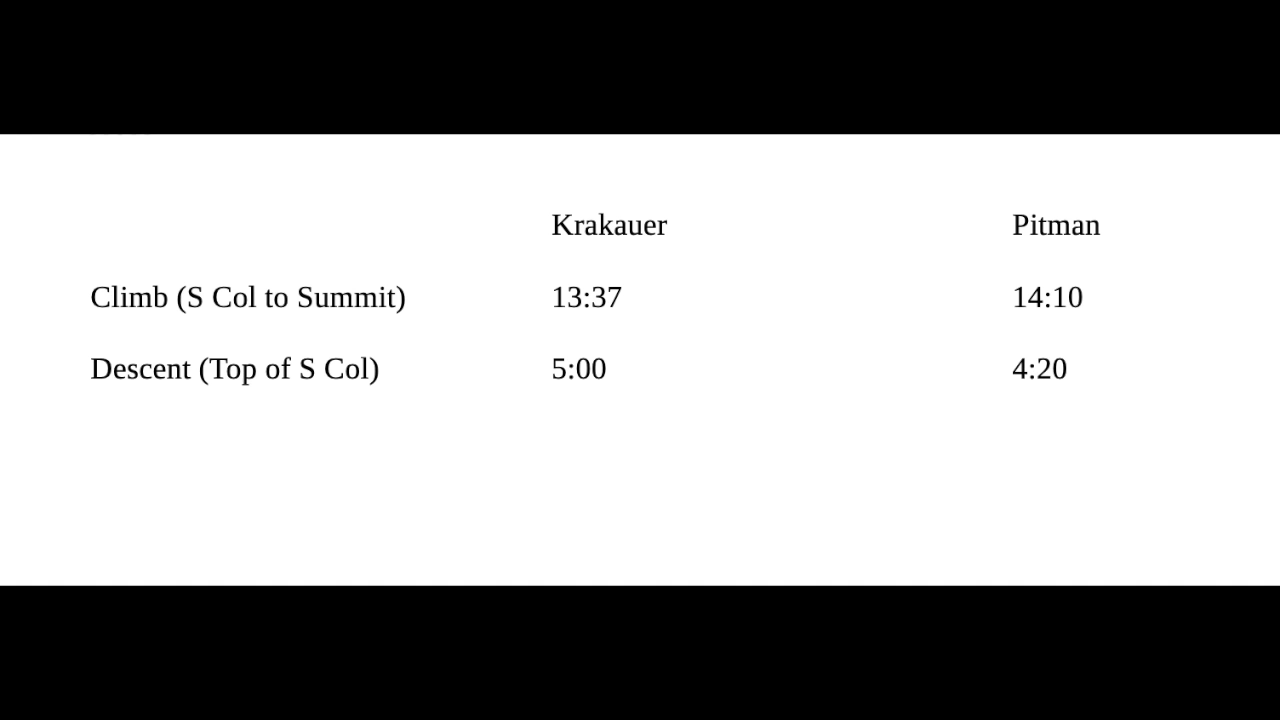 Krakauer Pitman
Climb (S Col to Summit) 13:37 14:10
Descent (Top of S Col) 5:00 4:20